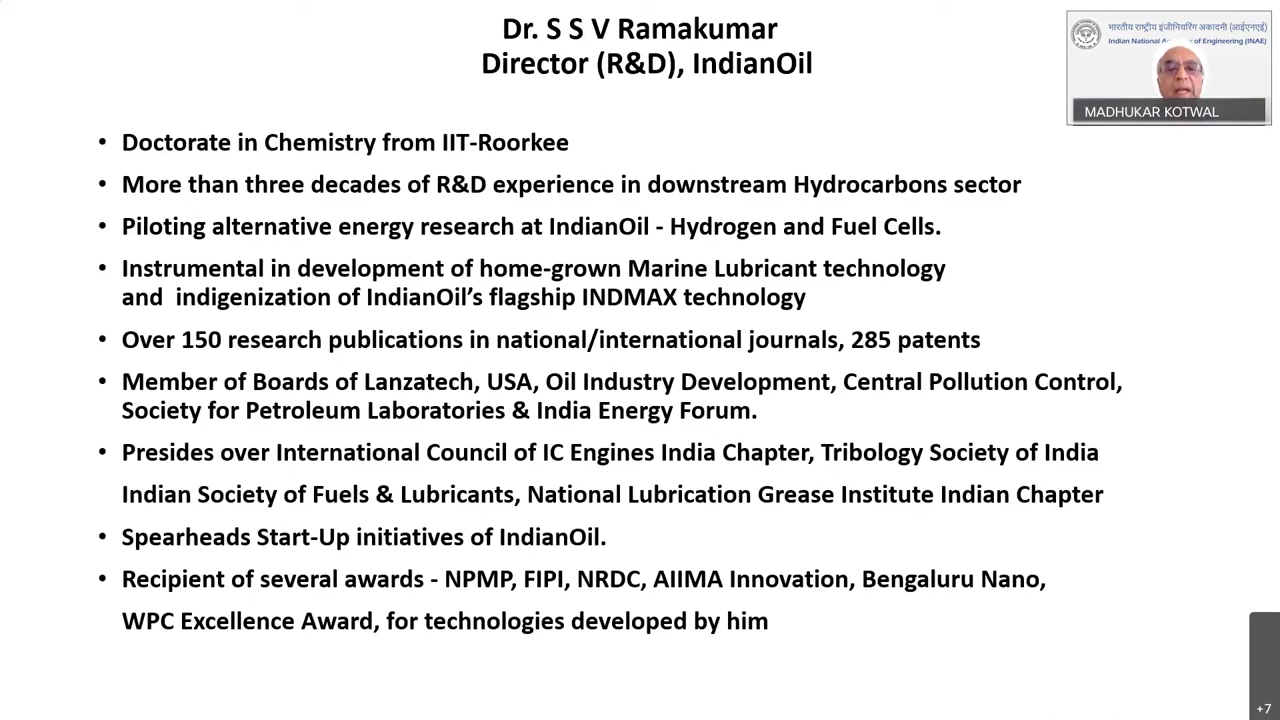 Dr. S S V Ramakumar
Director (R&D), IndianOil
भारतीय राष्ट्रीय इंजीनियरिंग अकादमी (आईएनएई)
Indian National Academy of Engineering (INAE)
MADHUKAR KOTWAL
• Doctorate in Chemistry from IIT-Roorkee
• More than three decades of R&D experience in downstream Hydrocarbons sector
• Piloting alternative energy research at IndianOil - Hydrogen and Fuel Cells.
• Instrumental in development of home-grown Marine Lubricant technology
and indigenization of IndianOil’s flagship INDMAX technology
• Over 150 research publications in national/international journals, 285 patents
• Member of Boards of Lanzatech, USA, Oil Industry Development, Central Pollution Control,
Society for Petroleum Laboratories & India Energy Forum.
• Presides over International Council of IC Engines India Chapter, Tribology Society of India
Indian Society of Fuels & Lubricants, National Lubrication Grease Institute Indian Chapter
• Spearheads Start-Up initiatives of IndianOil.
• Recipient of several awards - NPMP, FIPI, NRDC, AIIMA Innovation, Bengaluru Nano,
WPC Excellence Award, for technologies developed by him
+7